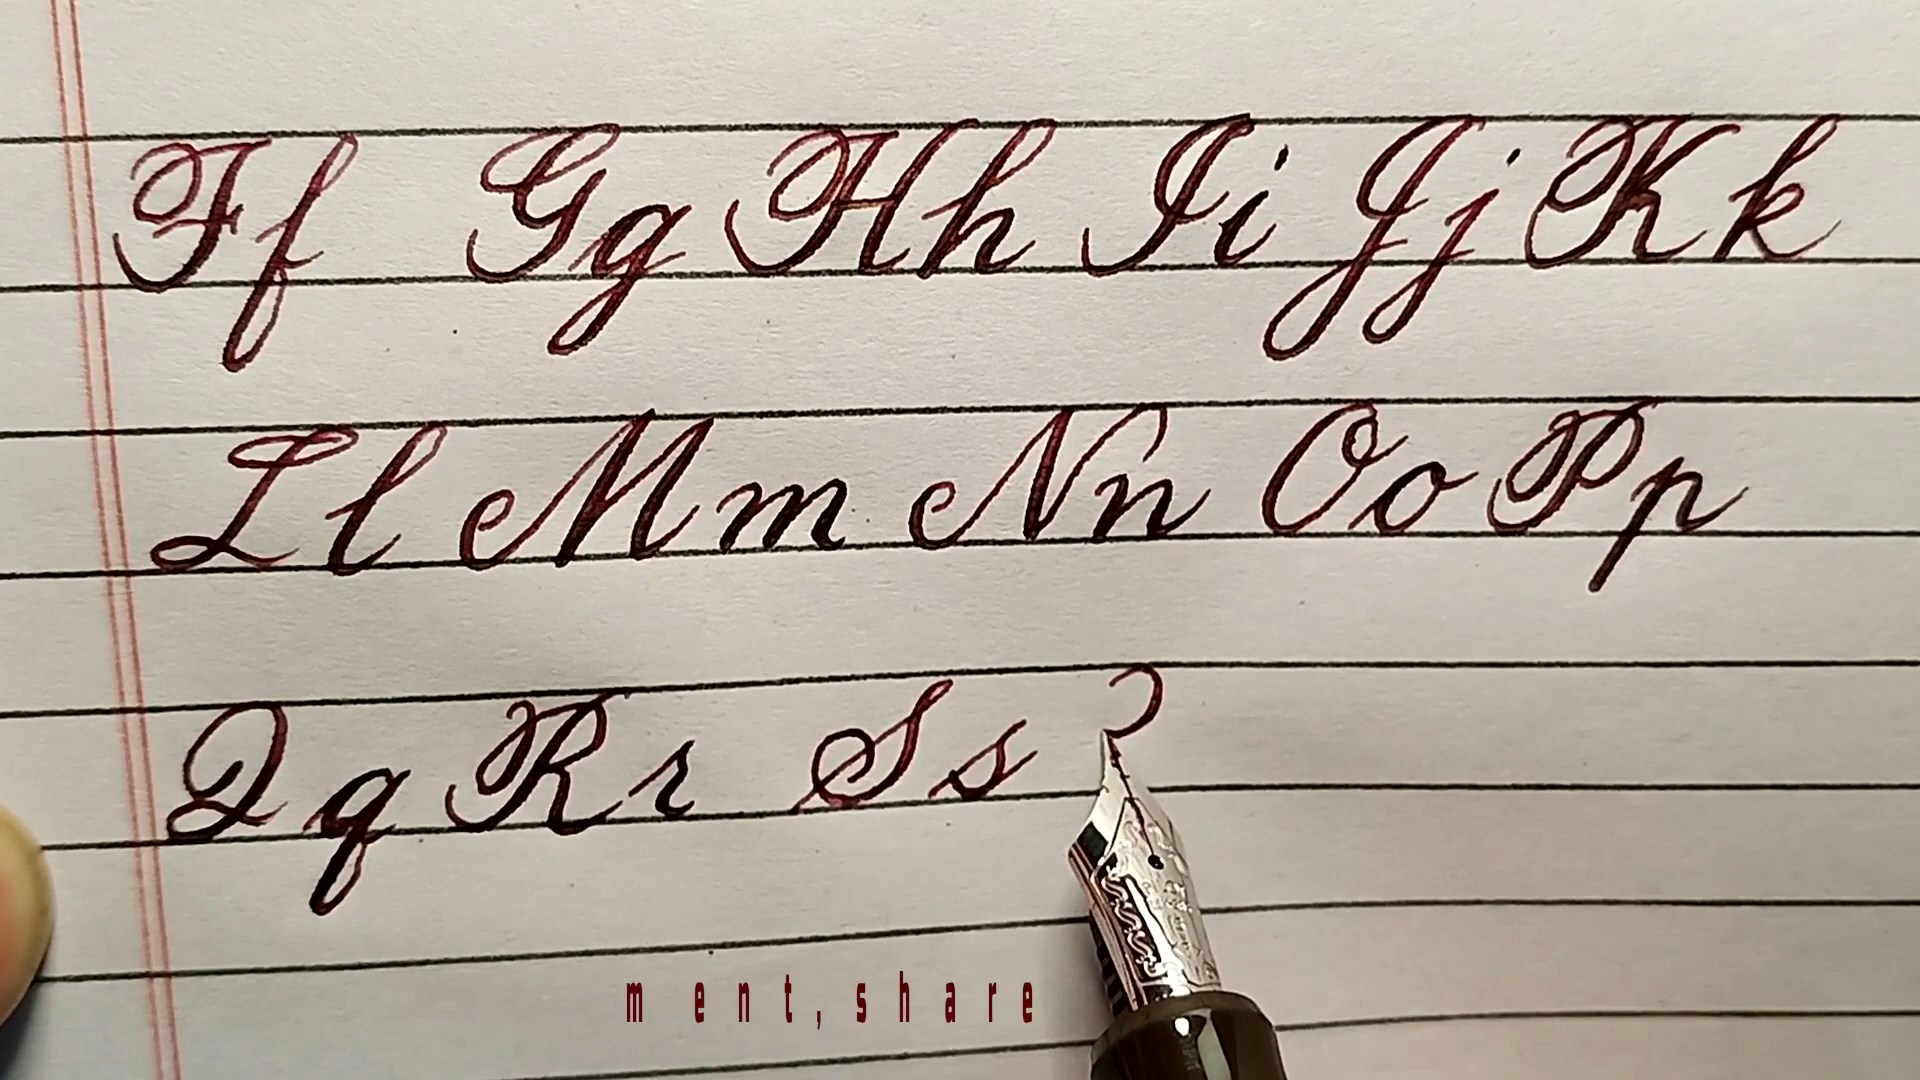 Ff Gg Hh Ii Jj Kk
Ll Mm Nn Oo Pp
Qq Rr Ss
ment,share